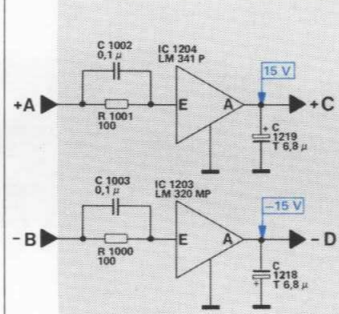 C 1002
0,1 µ
IC 1204
LM 341 P
15 V
+A
E
A
+C
R 1001
100
+
C
1219
T 6,8 µ
C 1003
0,1 µ
IC 1203
LM 320 MP
−15 V
−B
E
A
−D
R 1000
100
C
1218
+
T 6,8 µ